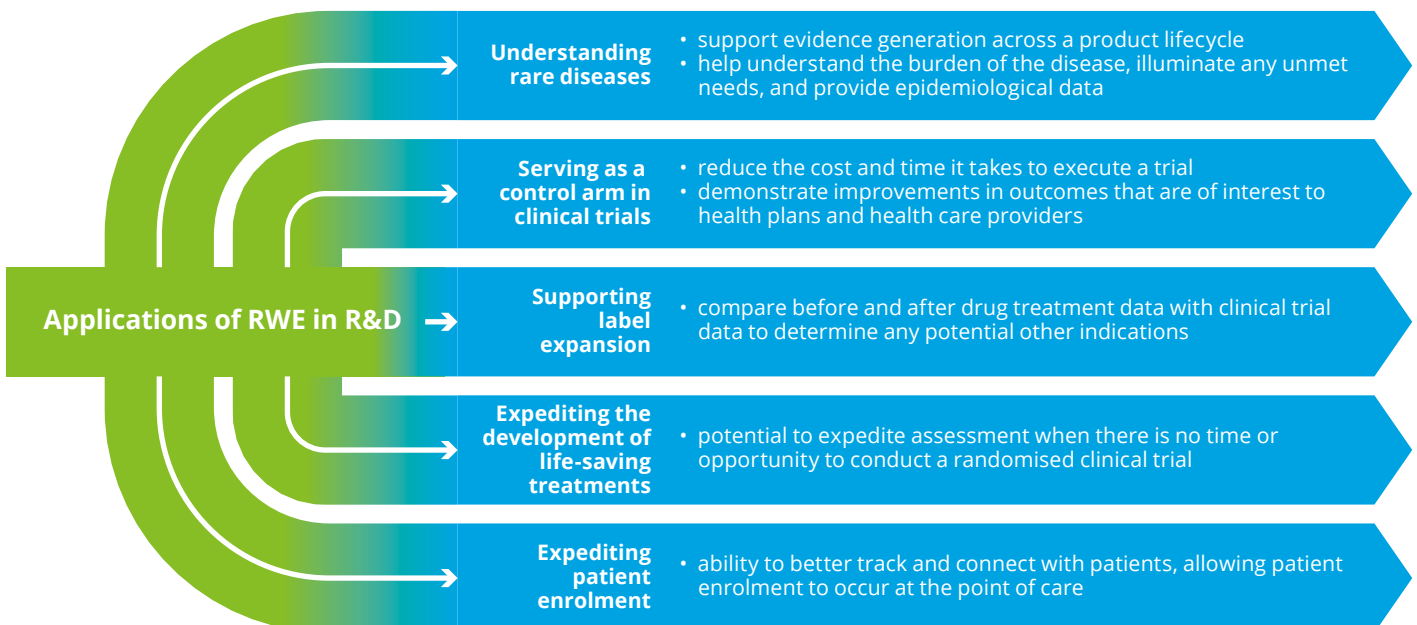 Applications of RWE in R&D
Understanding
rare diseases
• support evidence generation across a product lifecycle
• help understand the burden of the disease, illuminate any unmet
needs, and provide epidemiological data
Serving as a
control arm in
clinical trials
• reduce the cost and time it takes to execute a trial
• demonstrate improvements in outcomes that are of interest to
health plans and health care providers
Supporting
label
expansion
• compare before and after drug treatment data with clinical trial
data to determine any potential other indications
Expediting the
development of
life-saving
treatments
• potential to expedite assessment when there is no time or
opportunity to conduct a randomised clinical trial
Expediting
patient
enrolment
• ability to better track and connect with patients, allowing patient
enrolment to occur at the point of care